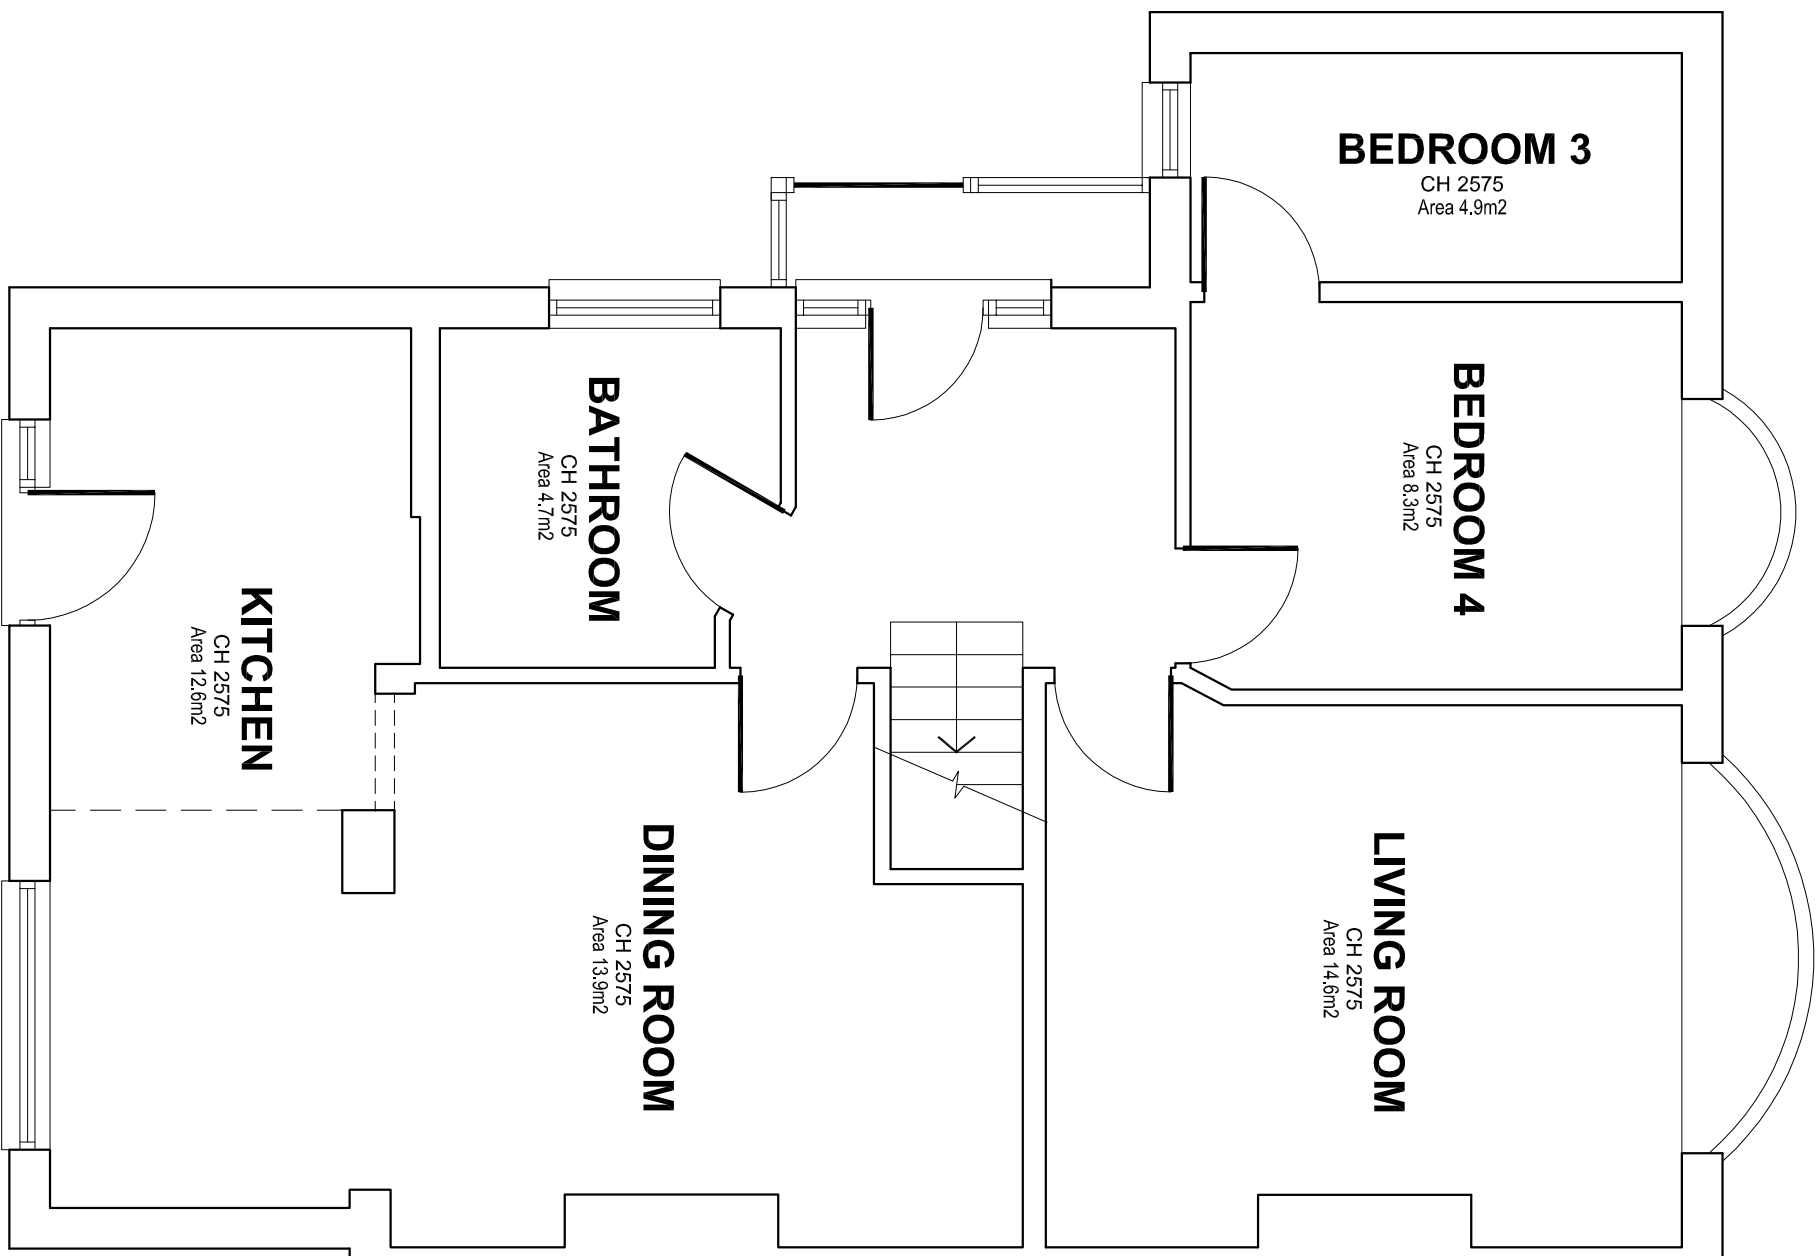 BEDROOM 3
CH 2575
Area 4.9m2
BEDROOM 4
CH 2575
Area 8.3m2
BATHROOM
CH 2575
Area 4.7m2
KITCHEN
CH 2575
Area 12.6m2
DINING ROOM
CH 2575
Area 13.9m2
LIVING ROOM
CH 2575
Area 14.6m2